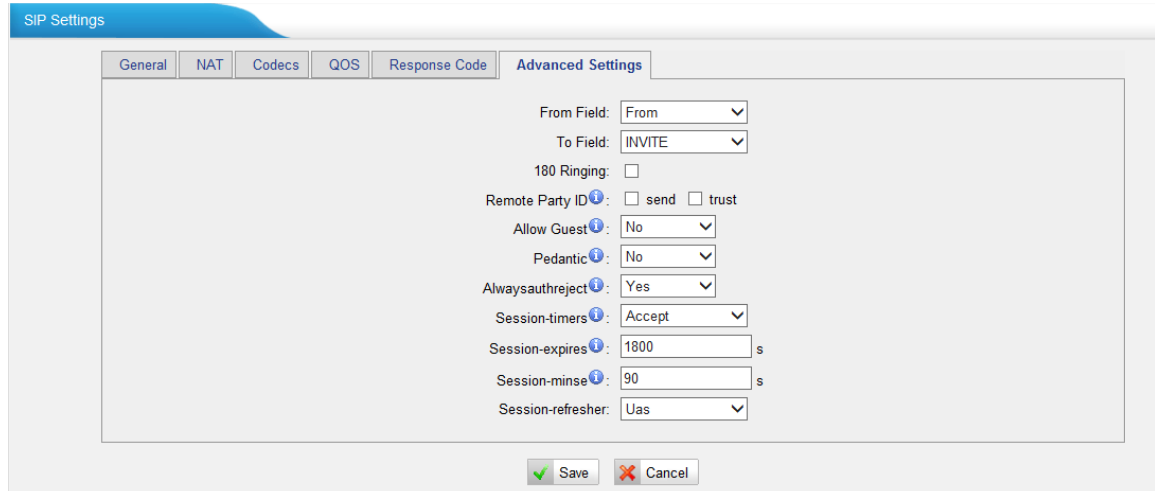 SIP Settings
General NAT Codecs QOS Response Code Advanced Settings
From Field: From
To Field: INVITE
180 Ringing:
Remote Party ID : send trust
Allow Guest : No
Pedantic : No
Alwaysauthreject : Yes
Session-timers : Accept
Session-expires : 1800 s
Session-minse : 90 s
Session-refresher: Uas
Save Cancel